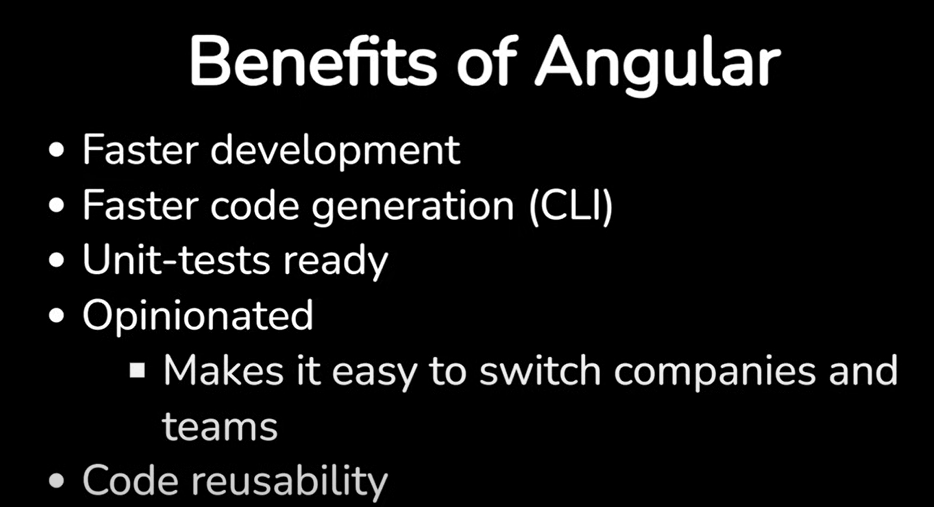 Benefits of Angular
• Faster development
• Faster code generation (CLI)
• Unit-tests ready
• Opinionated
▪ Makes it easy to switch companies and
teams
• Code reusability